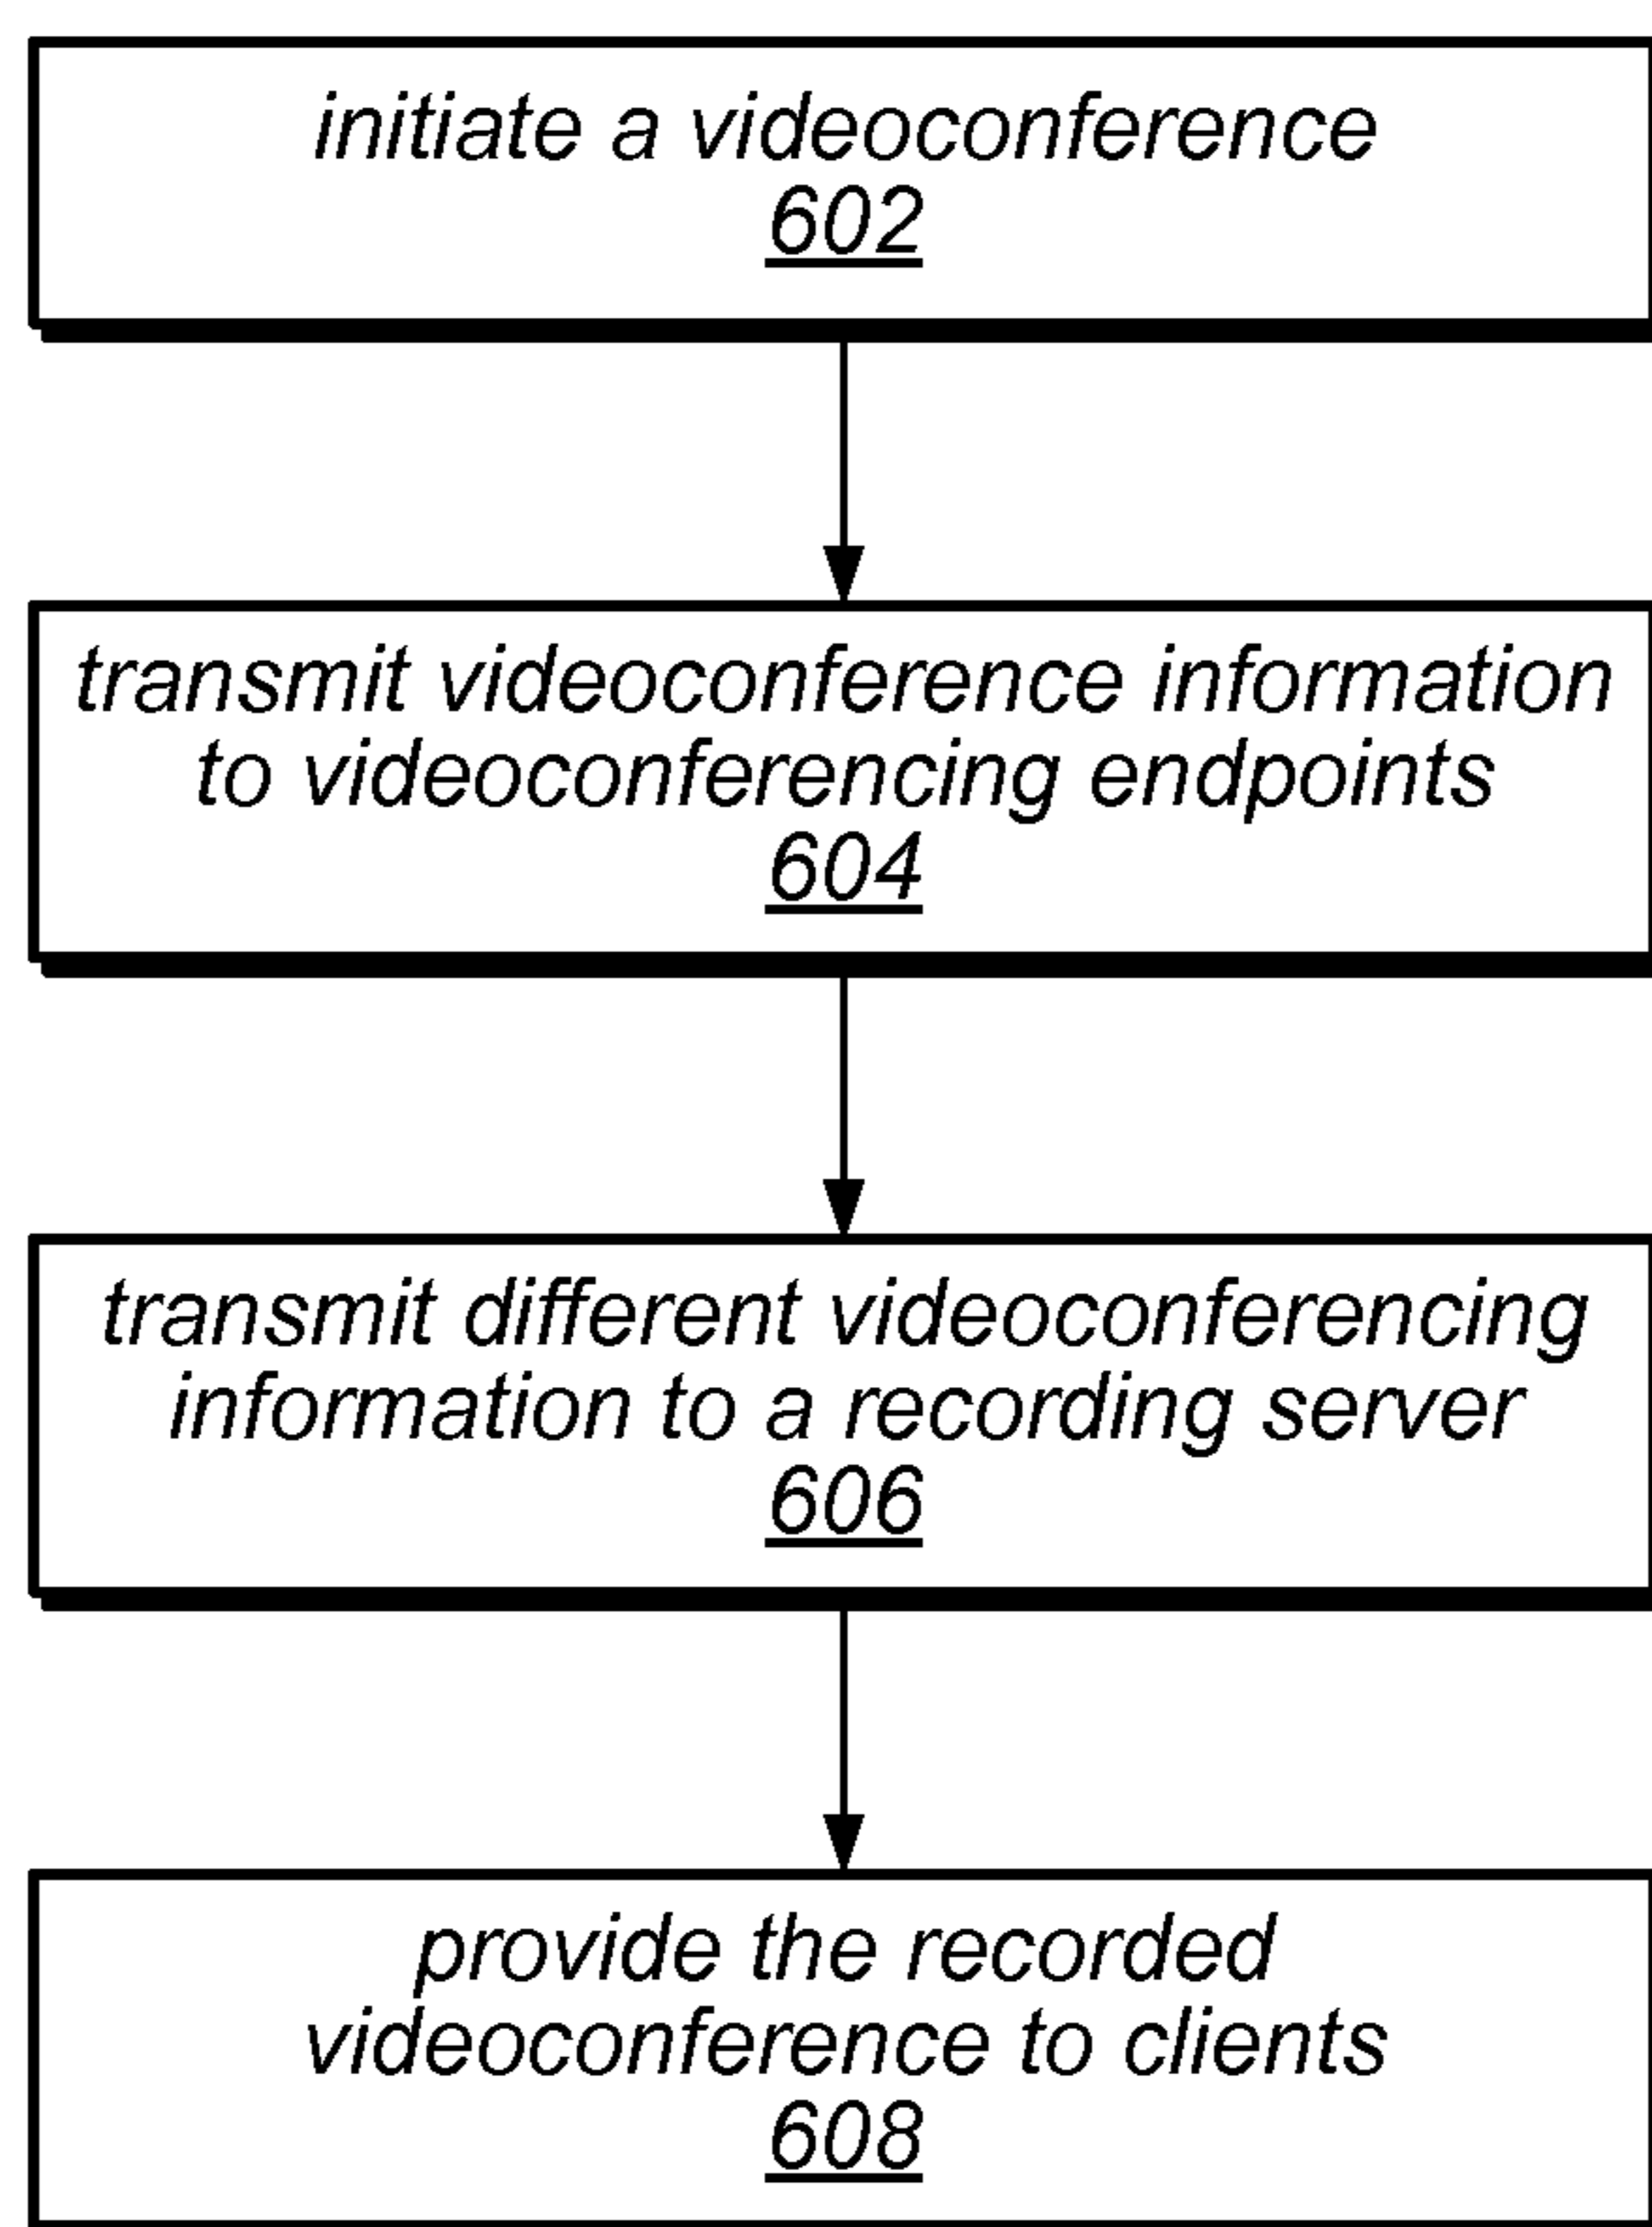 initiate a videoconference
602
transmit videoconference information
to videoconferencing endpoints
604
transmit different videoconferencing
information to a recording server
606
provide the recorded
videoconference to clients
608